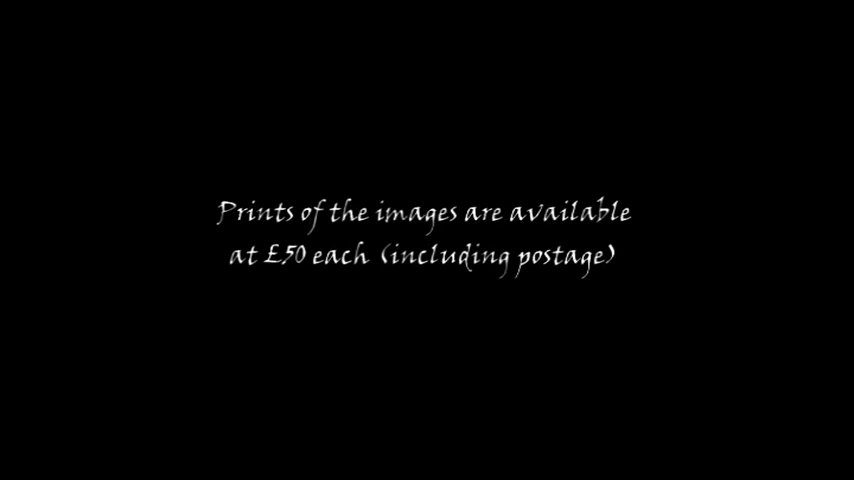 Prints of the images are available
at £50 each (including postage)